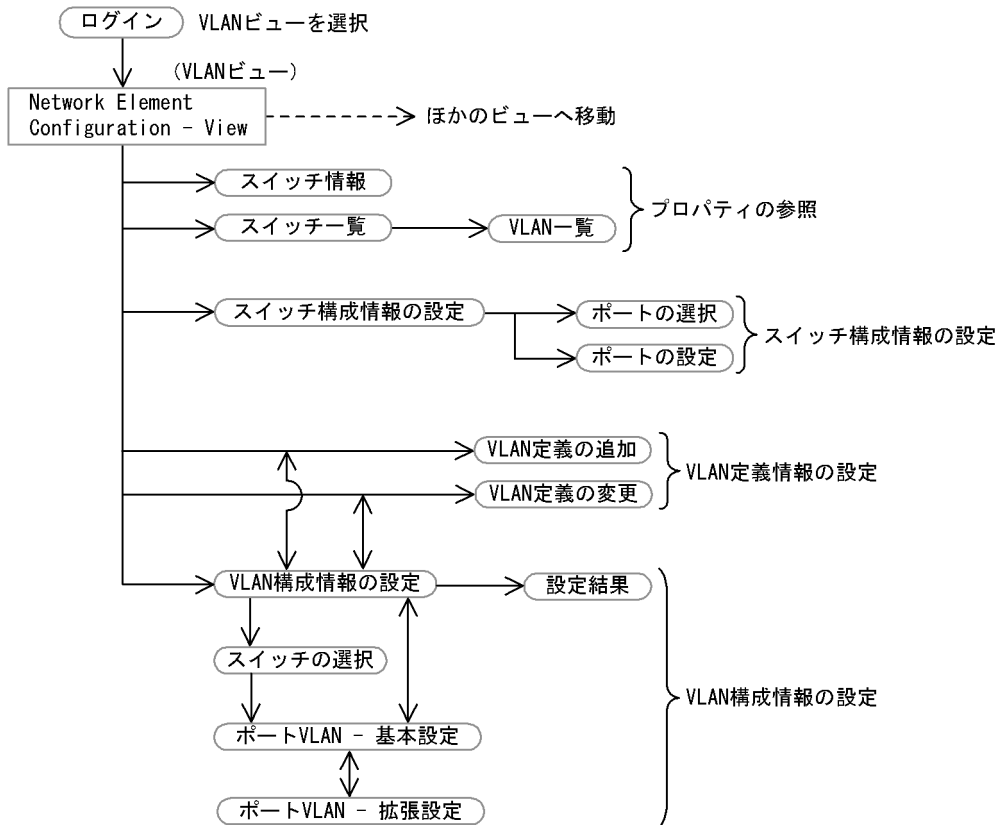 ログイン
VLANビューを選択
(VLANビュー)
Network Element
Configuration - View
ほかのビューへ移動
スイッチ情報
スイッチ一覧
VLAN一覧
プロパティの参照
スイッチ構成情報の設定
ポートの選択
ポートの設定
スイッチ構成情報の設定
VLAN定義の追加
VLAN定義の変更
VLAN定義情報の設定
VLAN構成情報の設定
設定結果
スイッチの選択
ポートVLAN - 基本設定
ポートVLAN - 拡張設定
VLAN構成情報の設定